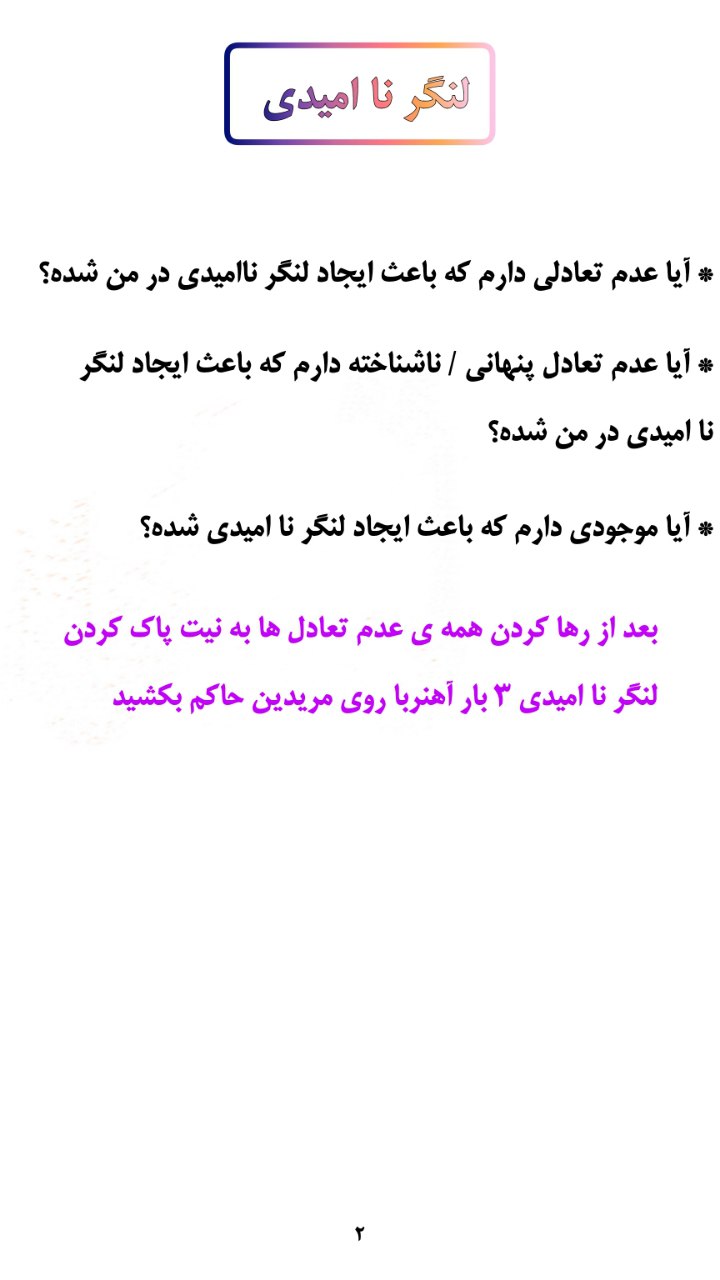 لنگر نا امیدی
* آیا عدم تعادلی دارم که باعث ایجاد لنگر ناامیدی در من شده؟
* آیا عدم تعادل پنهانی / ناشناخته دارم که باعث ایجاد لنگر
نا امیدی در من شده؟
* آیا موجودی دارم که باعث ایجاد لنگر نا امیدی شده؟
بعد از رها کردن همه ی عدم تعادل ها به نیت پاک کردن
لنگر نا امیدی ۳ بار آهنربا روی مریدین حاکم بکشید
۲